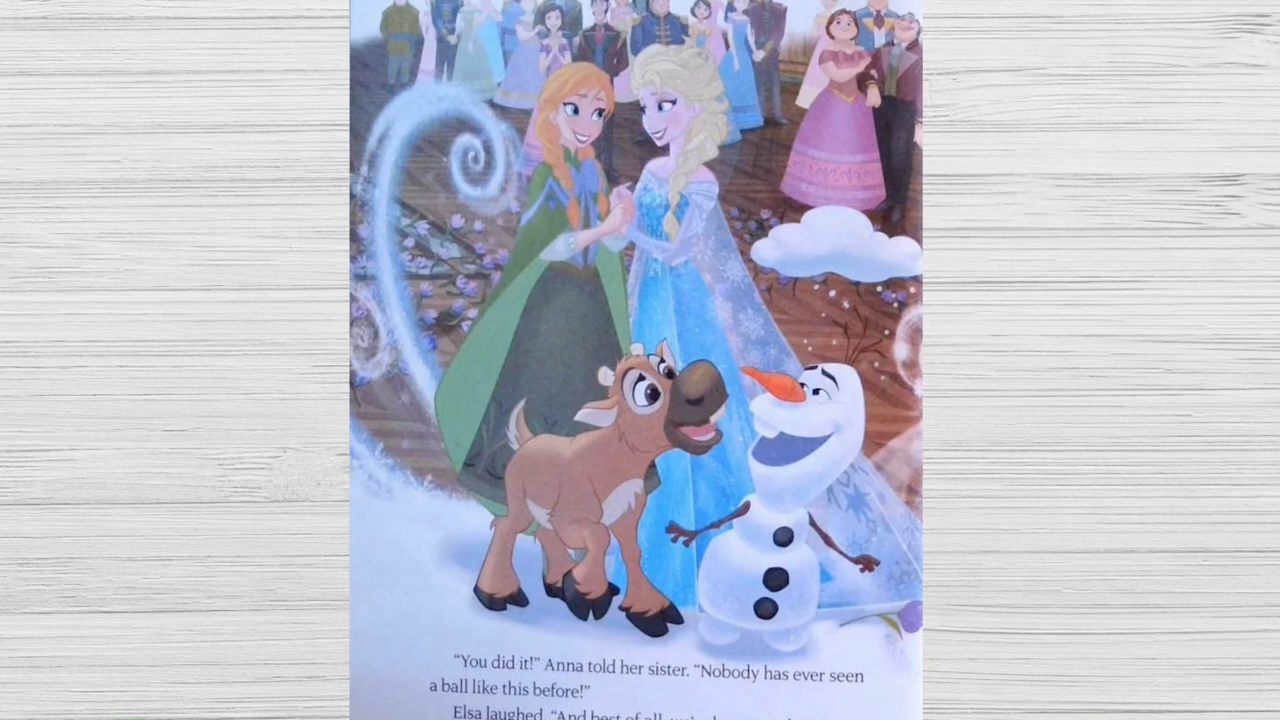 “You did it!” Anna told her sister. “Nobody has ever seen
a ball like this before!”
Elsa laughed. “And best of all,